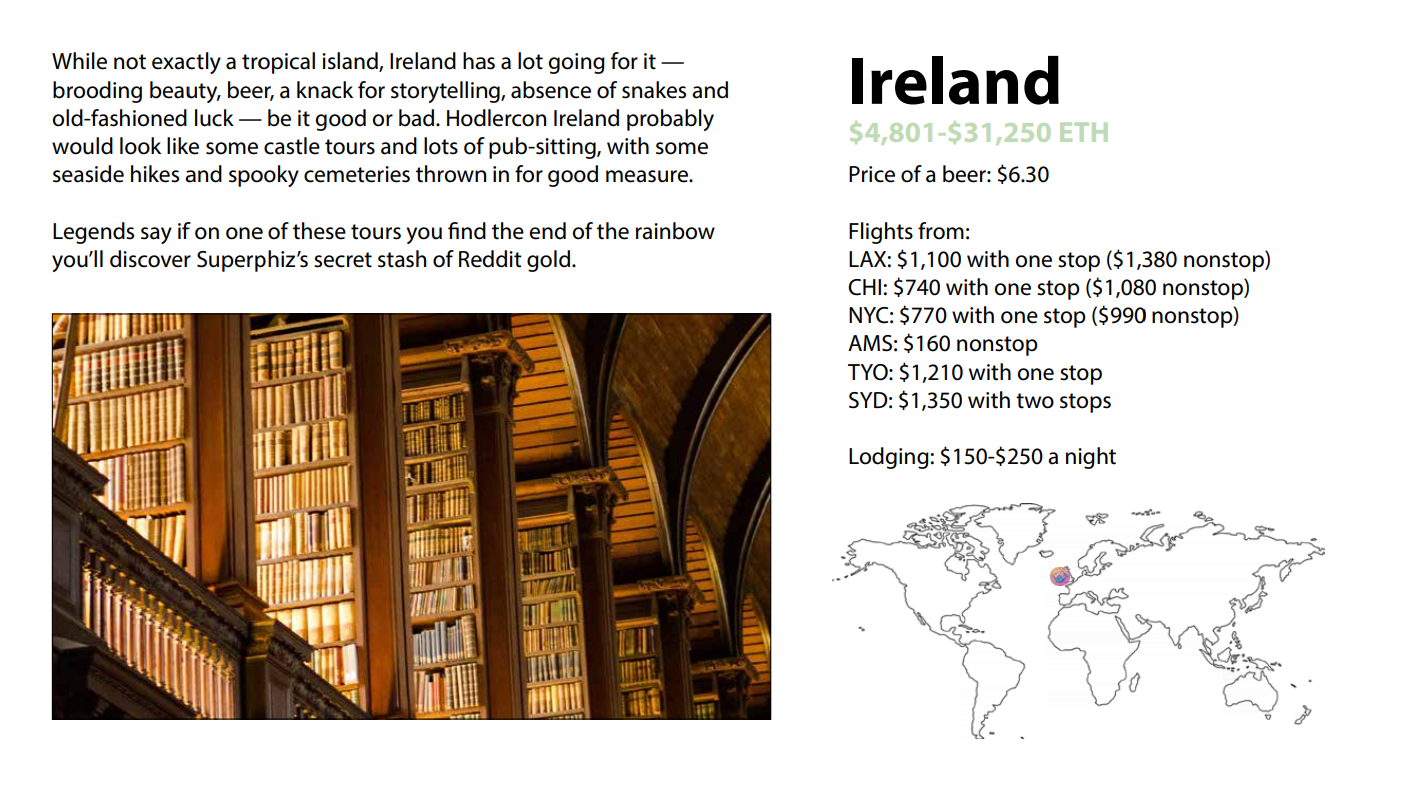 While not exactly a tropical island, Ireland has a lot going for it —
brooding beauty, beer, a knack for storytelling, absence of snakes and
old-fashioned luck — be it good or bad. Hodlercon Ireland probably
would look like some castle tours and lots of pub-sitting, with some
seaside hikes and spooky cemeteries thrown in for good measure.
Legends say if on one of these tours you find the end of the rainbow
you’ll discover Superphiz’s secret stash of Reddit gold.
Ireland
$4,801-$31,250 ETH
Price of a beer: $6.30
Flights from:
LAX: $1,100 with one stop ($1,380 nonstop)
CHI: $740 with one stop ($1,080 nonstop)
NYC: $770 with one stop ($990 nonstop)
AMS: $160 nonstop
TYO: $1,210 with one stop
SYD: $1,350 with two stops
Lodging: $150-$250 a night